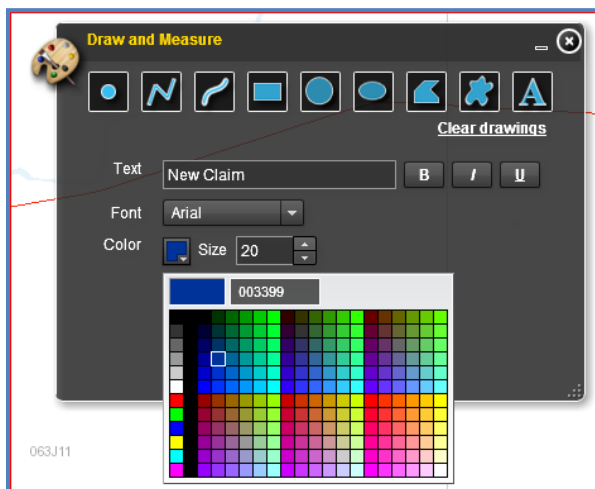 Draw and Measure
A
Clear drawings
Text New Claim B I U
Font Arial
Color Size 20
003399
063J11